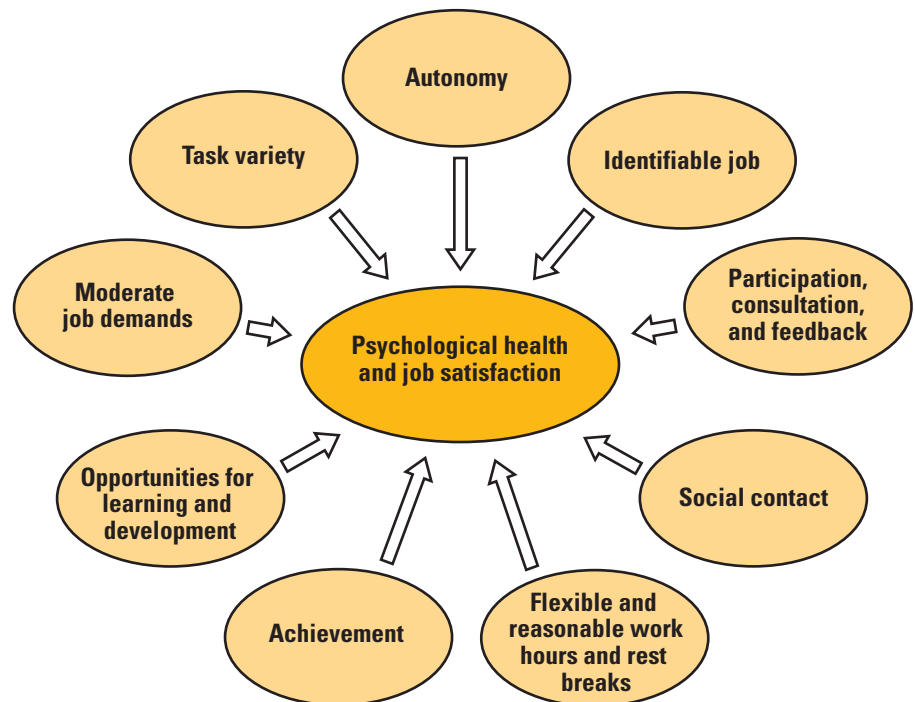 Autonomy
Task variety
Identifiable job
Moderate
job demands
Participation,
consultation,
and feedback
Psychological health
and job satisfaction
Opportunities for
learning and
development
Social contact
Achievement
Flexible and
reasonable work
hours and rest
breaks